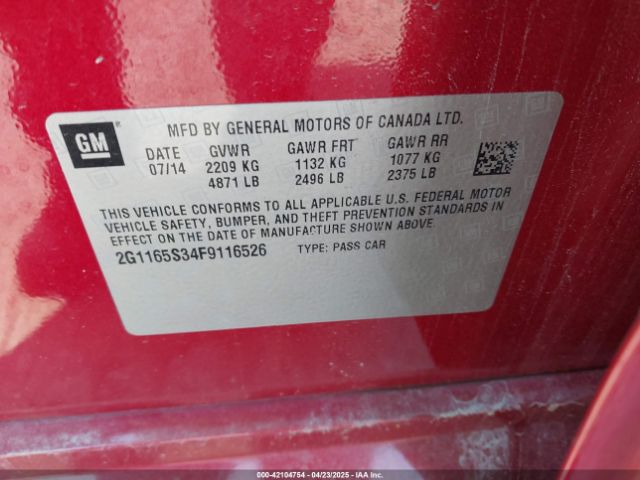 GM
MFD BY GENERAL MOTORS OF CANADA LTD.
DATE GVWR GAWR FRT GAWR RR
07/14 2209 KG 1132 KG 1077 KG
4871 LB 2496 LB 2375 LB
THIS VEHICLE CONFORMS TO ALL APPLICABLE U.S. FEDERAL MOTOR
VEHICLE SAFETY, BUMPER, AND THEFT PREVENTION STANDARDS IN
EFFECT ON THE DATE OF MANUFACTURE SHOWN ABOVE.
2G1165S34F9116526 TYPE: PASS CAR
000-42104754 - 04/23/2025 - IAAI.COM